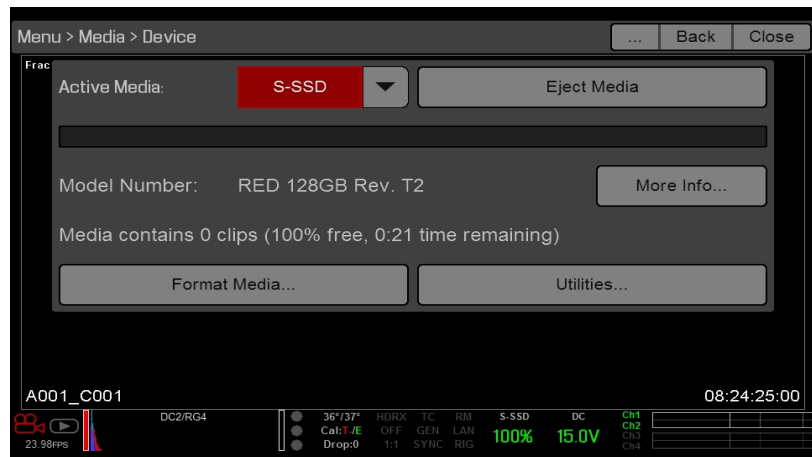 Menu > Media > Device
... Back Close
Frac
Active Media: S-SSD Eject Media
Model Number: RED 128GB Rev. T2 More Info...
Media contains 0 clips (100% free, 0:21 time remaining)
Format Media... Utilities...
A001_C001 08:24:25:00
DC2/RG4 36°/37° HDRX TC RM S-SSD DC Ch1
Cal:T/E OFF GEN LAN 100% 15.0V Ch2
23.98FPS Drop:0 1:1 SYNC RIG Ch3
Ch4